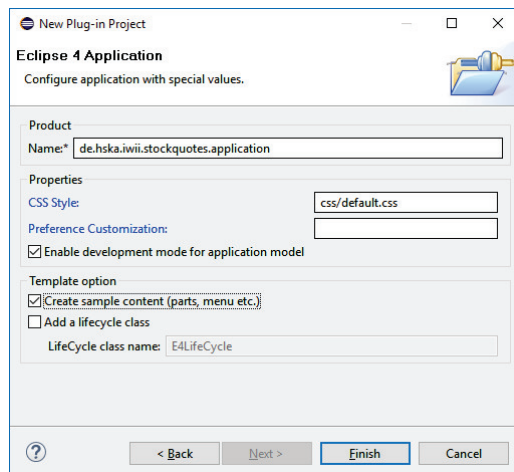 New Plug-in Project
Eclipse 4 Application
Configure application with special values.
Product
Name:* de.hska.iwii.stockquotes.application
Properties
CSS Style: css/default.css
Preference Customization:
Enable development mode for application model
Template option
Create sample content (parts, menu etc.)
Add a lifecycle class
LifeCycle class name: E4LifeCycle
? < Back Next > Finish Cancel